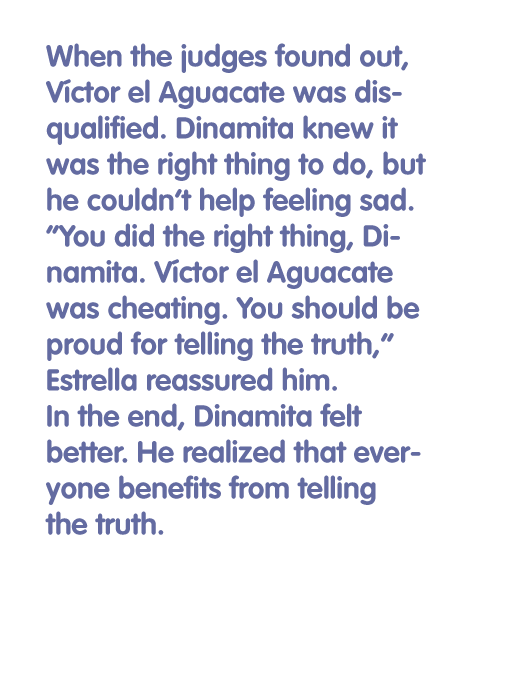 When the judges found out,
Víctor el Aguacate was dis-
qualified. Dinamita knew it
was the right thing to do, but
he couldn't help feeling sad.
"You did the right thing, Di-
namita. Víctor el Aguacate
was cheating. You should be
proud for telling the truth,"
Estrella reassured him.
In the end, Dinamita felt
better. He realized that ever-
yone benefits from telling
the truth.